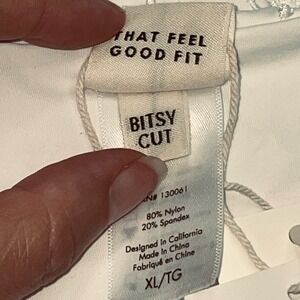 THAT FEEL
GOOD FIT
BITSY
CUT
RN# 130061
80% Nylon
20% Spandex
Designed in California
Made in China
Fabriqué en Chine
XL/TG